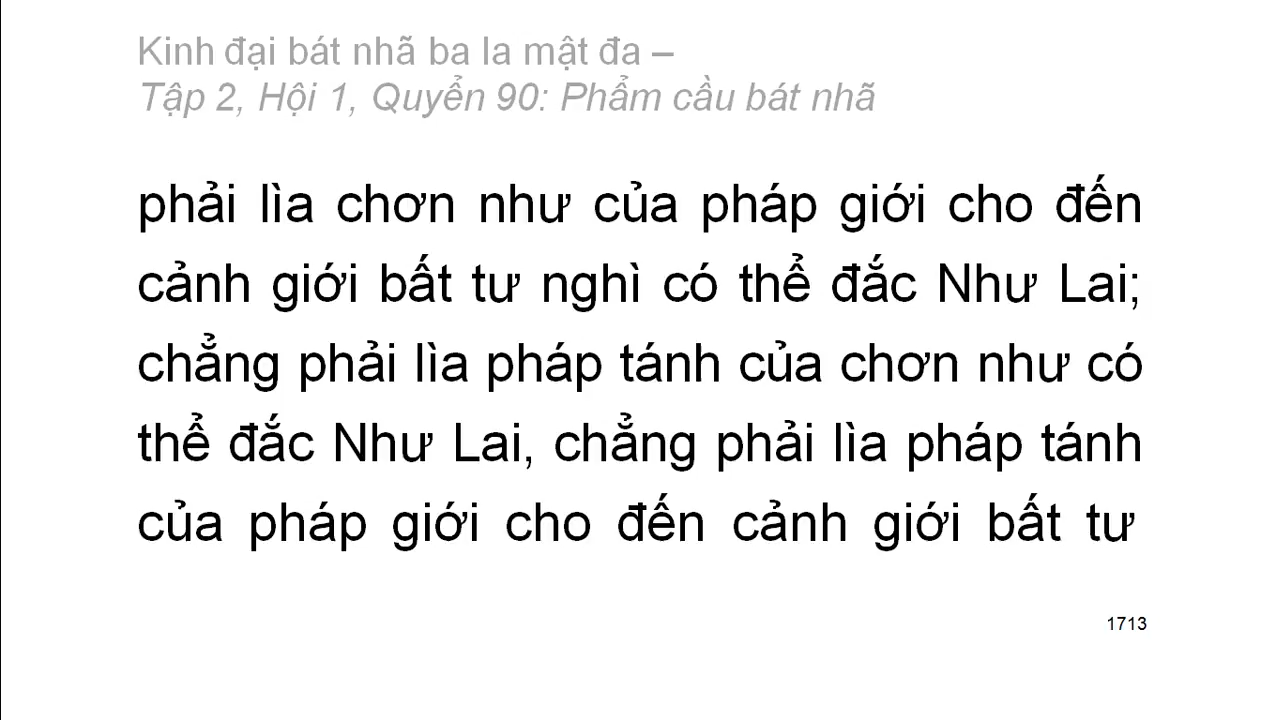 Kinh đại bát nhã ba la mật đa –
Tập 2, Hội 1, Quyển 90: Phẩm cầu bát nhã
phải lìa chơn như của pháp giới cho đến
cảnh giới bất tư nghì có thể đắc Như Lai;
chẳng phải lìa pháp tánh của chơn như có
thể đắc Như Lai, chẳng phải lìa pháp tánh
của pháp giới cho đến cảnh giới bất tư
1713